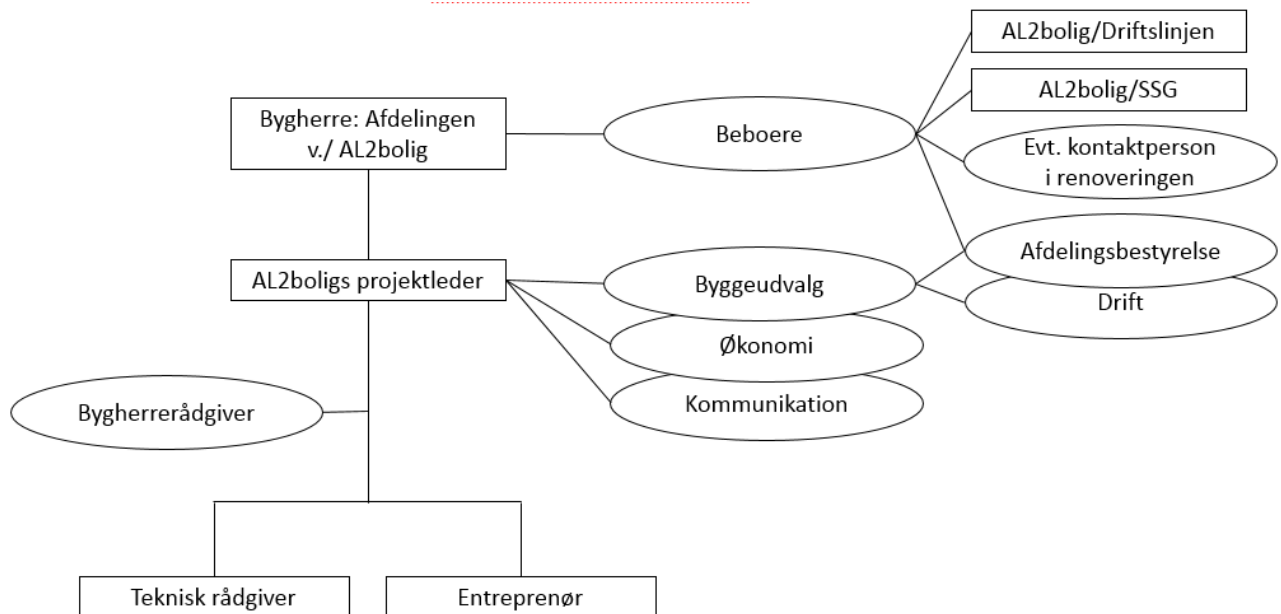 AL2bolig/Driftslinjen
AL2bolig/SSG
Bygherre: Afdelingen
v./ AL2bolig
Beboere
Evt. kontaktperson
i renoveringen
Afdelingsbestyrelse
AL2boligs projektleder
Byggeudvalg
Drift
Økonomi
Kommunikation
Bygherrerådgiver
Teknisk rådgiver
Entreprenør